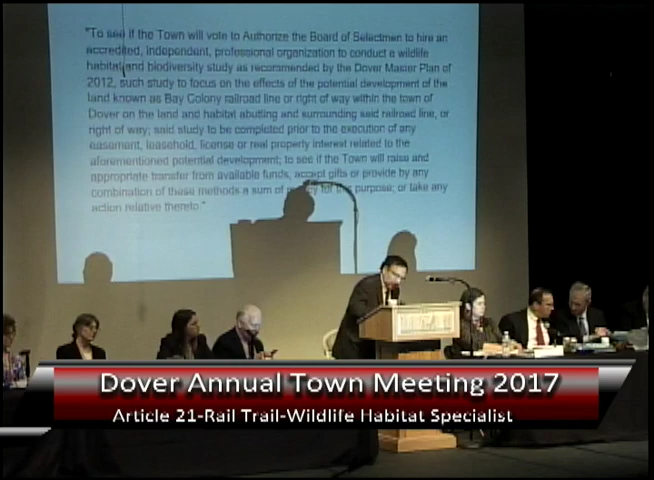 "To see if the Town will vote to Authorize the Board of Selectmen to hire an
accredited, independent, professional organization to conduct a wildlife
habitat and biodiversity study as recommended by the Dover Master Plan of
2012, such study to focus on the effects of the potential development of the
land known as Bay Colony railroad line or right of way within the town of
Dover on the land and habitat abutting and surrounding said railroad line, or
right of way; said study to be completed prior to the execution of any
easement, leasehold, license or real property interest related to the
aforementioned potential development; to see if the Town will raise and
appropriate transfer from available funds, accept gifts or provide by any
combination of these methods a sum of for this purpose; or take any
action relative thereto."
Dover Annual Town Meeting 2017
Article 21-Rail Trail-Wildlife Habitat Specialist